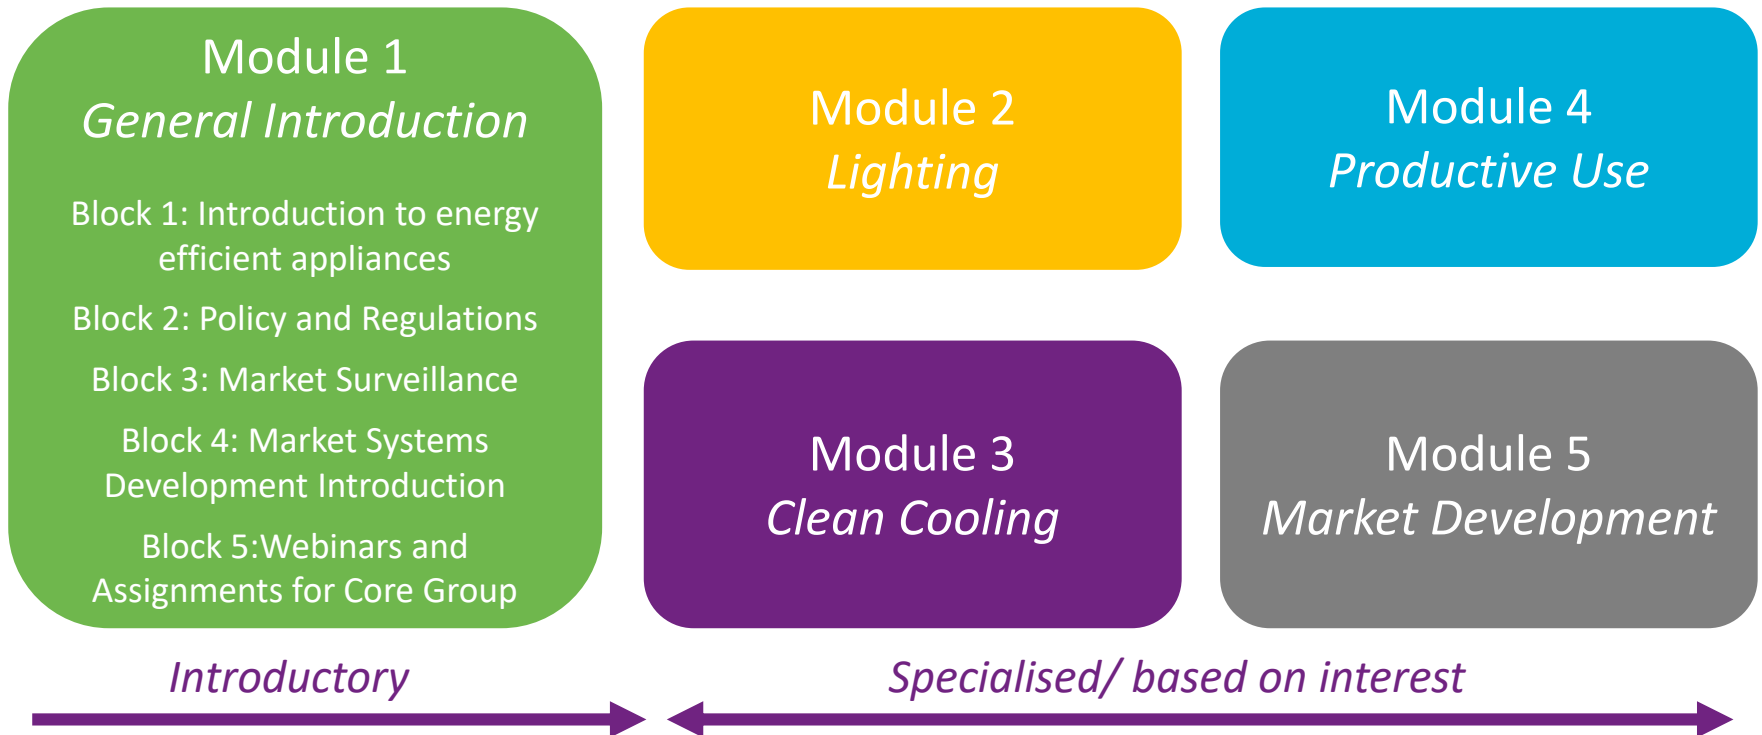 Module 1
General Introduction
Block 1: Introduction to energy
efficient appliances
Block 2: Policy and Regulations
Block 3: Market Surveillance
Block 4: Market Systems
Development Introduction
Block 5:Webinars and
Assignments for Core Group
Module 2
Lighting
Module 4
Productive Use
Module 3
Clean Cooling
Module 5
Market Development
Introductory
Specialised/ based on interest